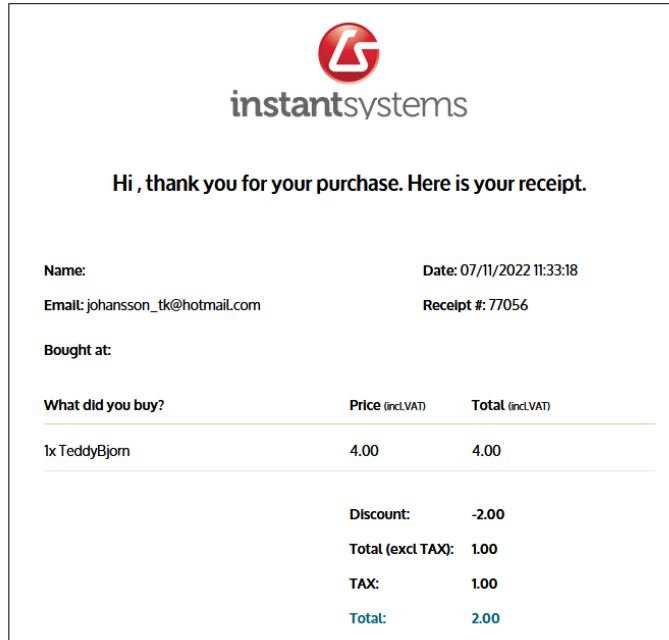 instantsystems
Hi , thank you for your purchase. Here is your receipt.
Name: Date: 07/11/2022 11:33:18
Email: johansson_tk@hotmail.com Receipt #: 77056
Bought at:
What did you buy? Price (incl.VAT) Total (incl.VAT)
1x TeddyBjorn 4.00 4.00
Discount: -2.00
Total (excl TAX): 1.00
TAX: 1.00
Total: 2.00